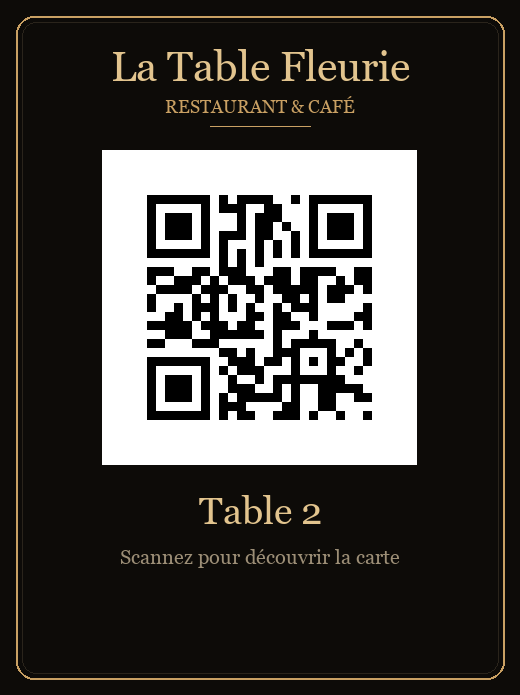 La Table Fleurie
RESTAURANT & CAFÉ
Table 2
Scannez pour découvrir la carte